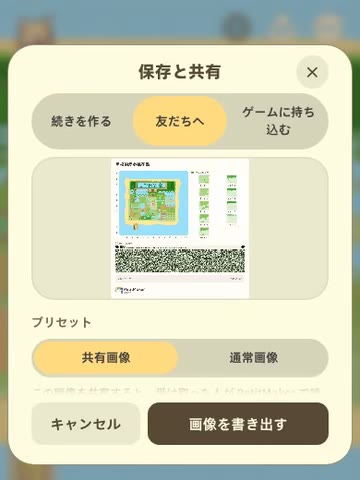 保存と共有
続きを作る
友だちへ
ゲームに持ち
込む
プリセット
共有画像
通常画像
キャンセル
画像を書き出す